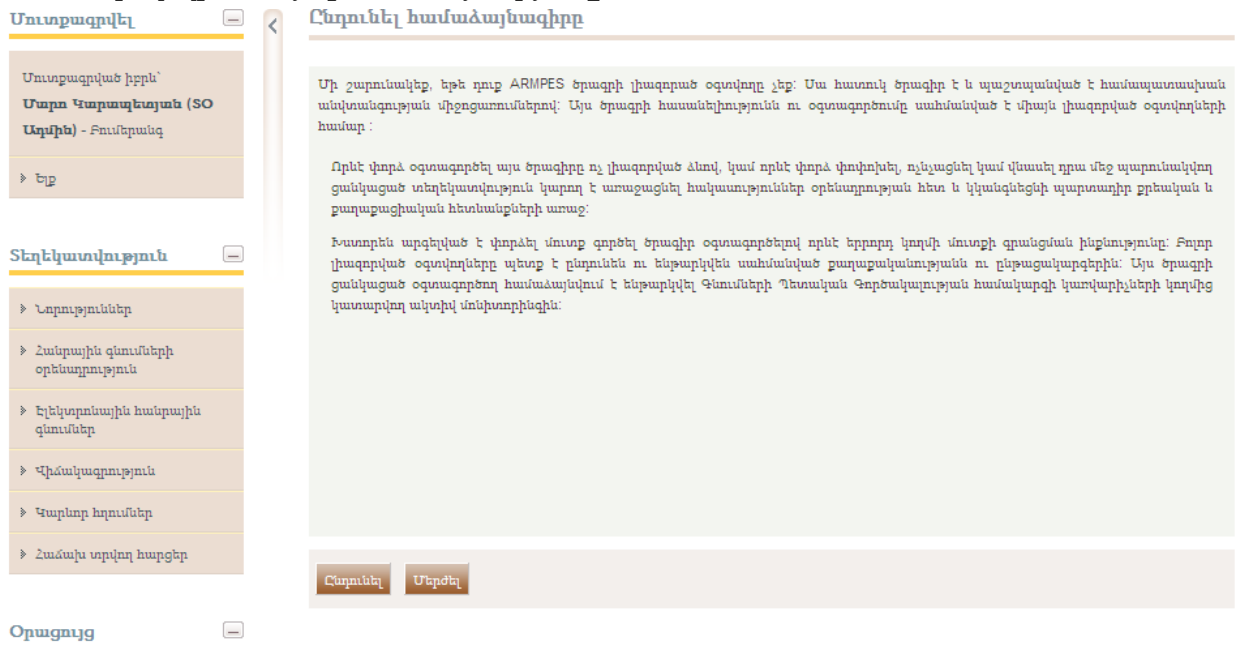 Մուտքագրվել
Մուտքագրված իբրև`
Մարո Կարապետյան (SO
Ադմին) - Բումերանգ
Ելք
Տեղեկատվություն
Նորություններ
Հանրային գնումների
օրենսդրություն
Էլեկտրոնային հանրային
գնումներ
Վիճակագրություն
Կարևոր հղումներ
Հաճախ տրվող հարցեր
Օրացույց
Ընդունել համաձայնագիրը
Մի շարունակեք, եթե դուք ARMPES ծրագրի լիազորած օգտվողը չեք: Սա հատուկ ծրագիր է և պաշտպանված է համապատասխան
անվտանգության միջոցառումներով: Այս ծրագրի հասանելիությունն ու օգտագործումը սահմանված է միայն լիազորված օգտվողների
համար :
Որևէ փորձ օգտագործել այս ծրագիրը ոչ լիազորված ձևով, կամ որևէ փորձ փոփոխել, ոչնչացնել կամ վնասել դրա մեջ պարունակվող
ցանկացած տեղեկատվություն կարող է առաջացնել հակասություններ օրենսդրության հետ և կկանգնեցնի պարտադիր քրեական և
քաղաքացիական հետևանքների առաջ:
Խստորեն արգելված է փորձել մուտք գործել ծրագիր օգտագործելով որևէ երրորդ կողմի մուտքի գրանցման ինքնությունը: Բոլոր
լիազորված օգտվողները պետք է ընդունեն ու ենթարկվեն սահմանված քաղաքականությանն ու ընթացակարգերին: Այս ծրագրի
ցանկացած օգտագործող համաձայնվում է ենթարկվել Գնումների Պետական Գործակալության համակարգի կառվարիչների կողմից
կատարվող ակտիվ մոնիտորինգին:
Ընդունել Մերժել